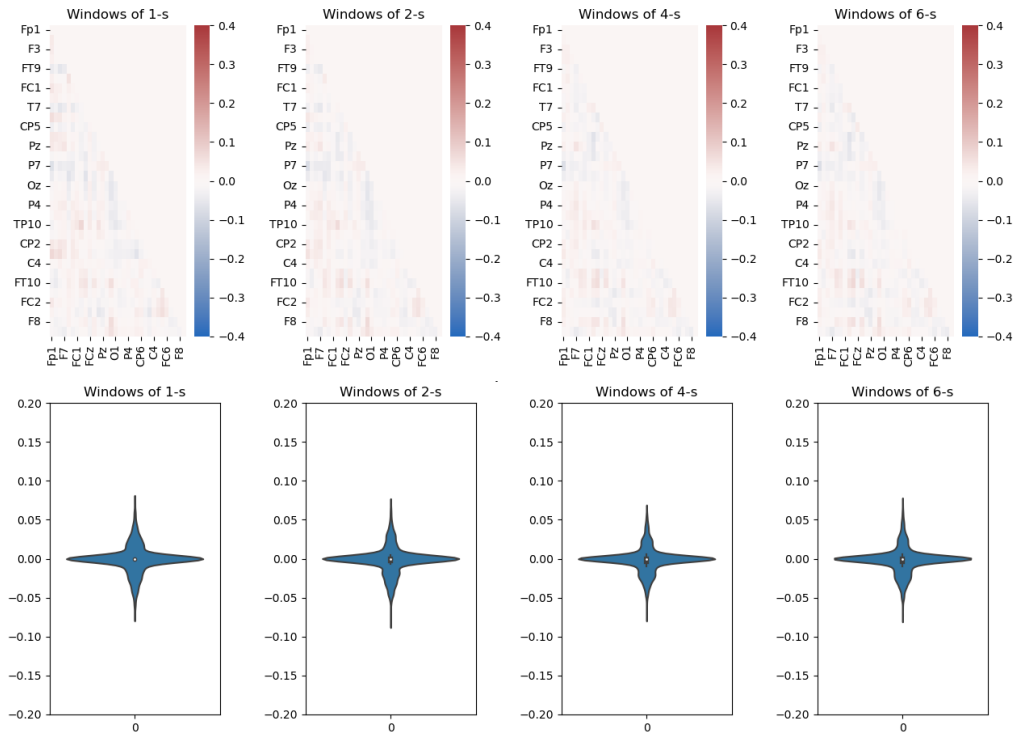 Windows of 1-s
Windows of 2-s
Windows of 4-s
Windows of 6-s
Fp1
F3
FT9
FC1
T7
CP5
Pz
P7
Oz
P4
TP10
CP2
C4
FT10
FC2
F8
Fp1
F7
FC1
FCz
Pz
O1
P4
CP6
C4
FC6
F8
0.4
0.3
0.2
0.1
0.0
−0.1
−0.2
−0.3
−0.4
Fp1
F3
FT9
FC1
T7
CP5
Pz
P7
Oz
P4
TP10
CP2
C4
FT10
FC2
F8
Fp1
F7
FC1
FCz
Pz
O1
P4
CP6
C4
FC6
F8
0.4
0.3
0.2
0.1
0.0
−0.1
−0.2
−0.3
−0.4
Fp1
F3
FT9
FC1
T7
CP5
Pz
P7
Oz
P4
TP10
CP2
C4
FT10
FC2
F8
Fp1
F7
FC1
FCz
Pz
O1
P4
CP6
C4
FC6
F8
0.4
0.3
0.2
0.1
0.0
−0.1
−0.2
−0.3
−0.4
Fp1
F3
FT9
FC1
T7
CP5
Pz
P7
Oz
P4
TP10
CP2
C4
FT10
FC2
F8
Fp1
F7
FC1
FCz
Pz
O1
P4
CP6
C4
FC6
F8
0.4
0.3
0.2
0.1
0.0
−0.1
−0.2
−0.3
−0.4
Windows of 1-s
0.20
0.15
0.10
0.05
0.00
−0.05
−0.10
−0.15
−0.20
0
Windows of 2-s
0.20
0.15
0.10
0.05
0.00
−0.05
−0.10
−0.15
−0.20
0
Windows of 4-s
0.20
0.15
0.10
0.05
0.00
−0.05
−0.10
−0.15
−0.20
0
Windows of 6-s
0.20
0.15
0.10
0.05
0.00
−0.05
−0.10
−0.15
−0.20
0